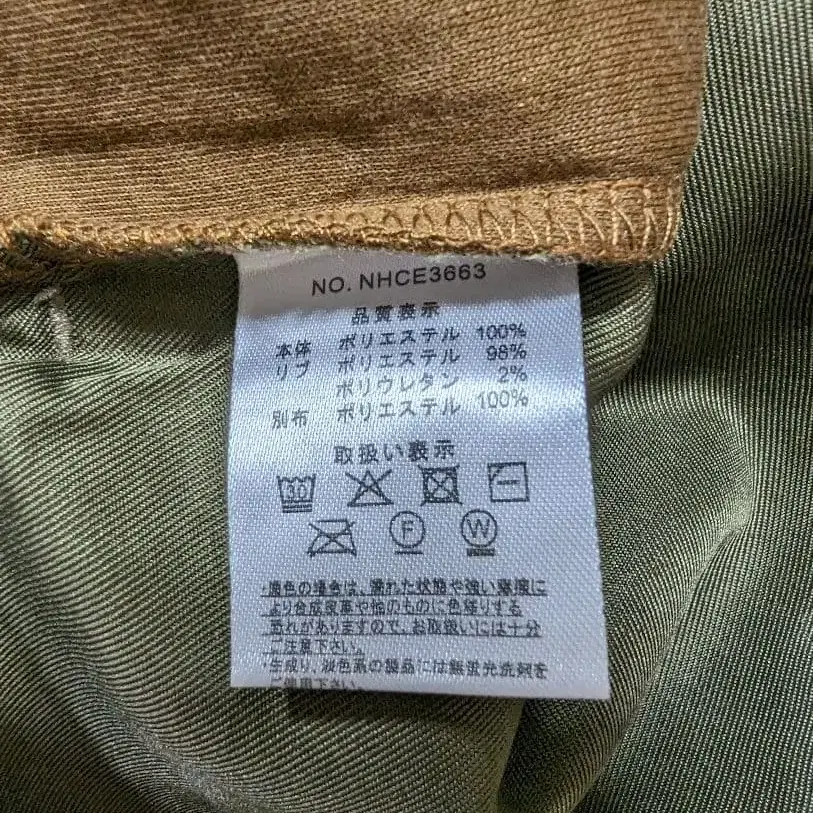 NO. NHCE3663
品質表示
本体 ポリエステル 100%
リブ ポリエステル 98%
ポリウレタン 2%
別布 ポリエステル 100%
取扱い表示
30
F W
・濃色の場合は、濡れた状態や強い摩擦に
より合成皮革や他のものに色移りする
恐れがありますので、お取扱いには十分
ご注意下さい。
・生成り、淡色系の製品には無蛍光洗剤を
ご使用下さい。